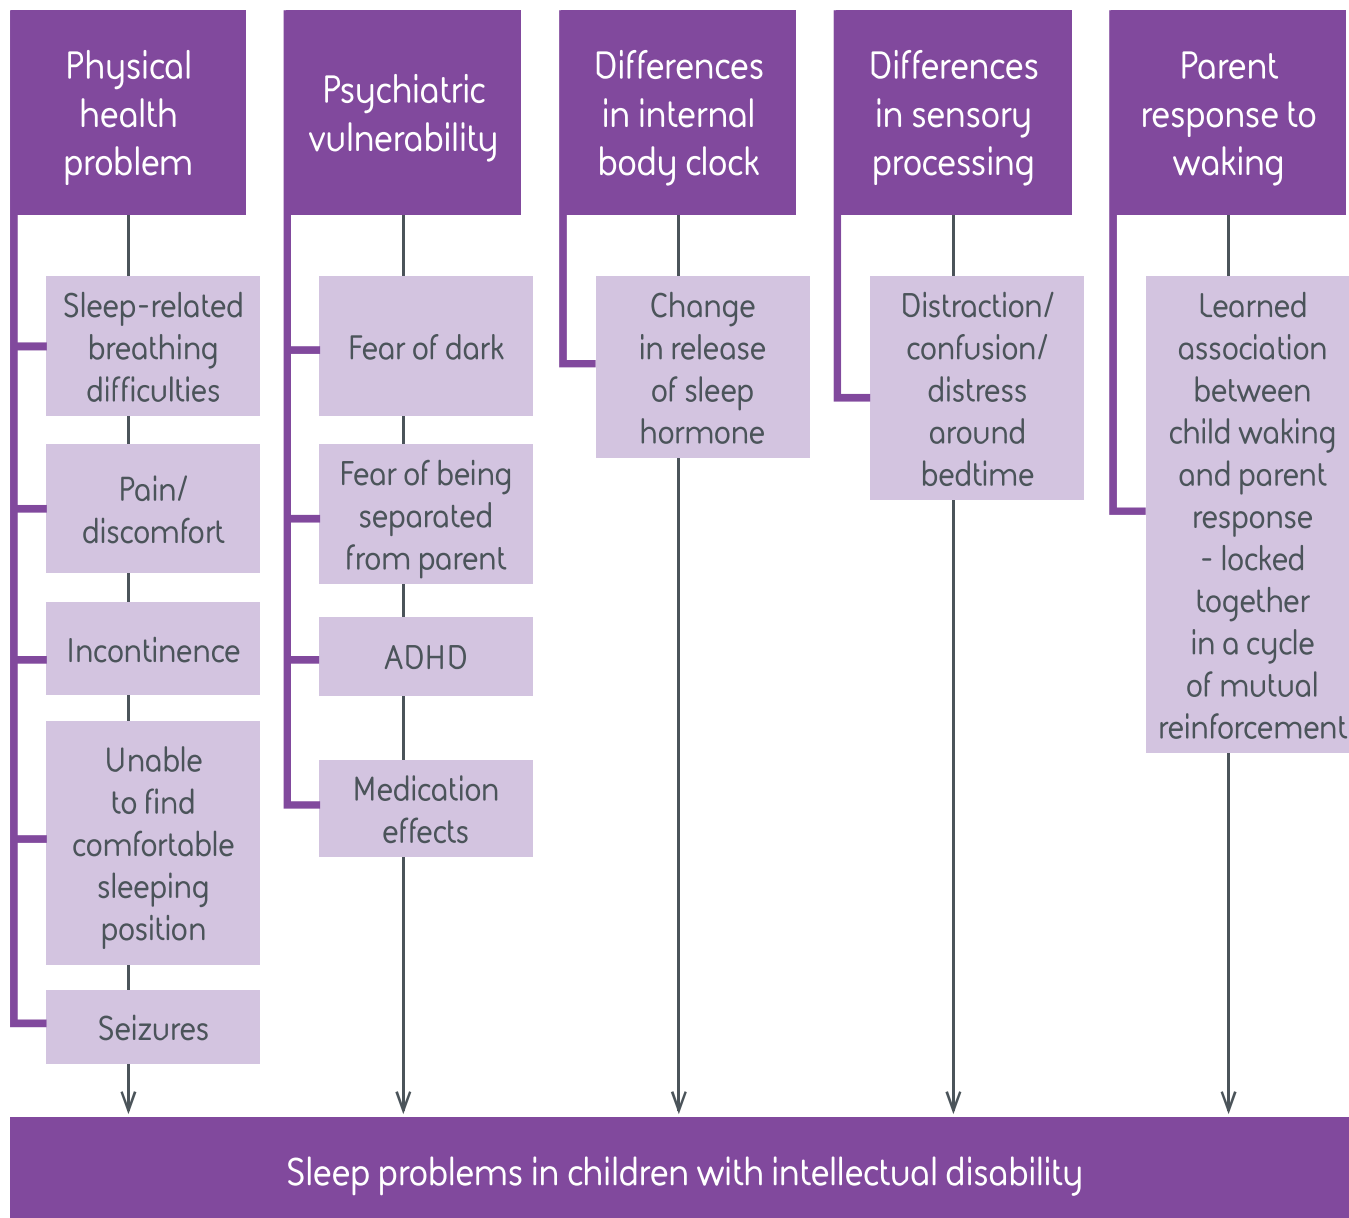 Physical
health
problem
Sleep-related
breathing
difficulties
Pain/
discomfort
Incontinence
Unable
to find
comfortable
sleeping
position
Seizures
Psychiatric
vulnerability
Fear of dark
Fear of being
separated
from parent
ADHD
Medication
effects
Differences
in internal
body clock
Change
in release
of sleep
hormone
Differences
in sensory
processing
Distraction/
confusion/
distress
around
bedtime
Parent
response to
waking
Learned
association
between
child waking
and parent
response
- locked
together
in a cycle
of mutual
reinforcement
Sleep problems in children with intellectual disability